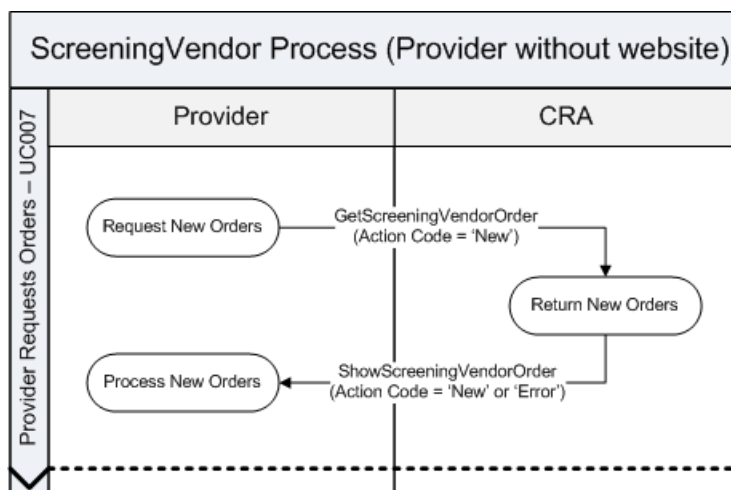 ScreeningVendor Process (Provider without website)
Provider Requests Orders – UC007
Provider
CRA
Request New Orders
GetScreeningVendorOrder
(Action Code = ‘New’)
Return New Orders
ShowScreeningVendorOrder
(Action Code = ‘New’ or ‘Error’)
Process New Orders